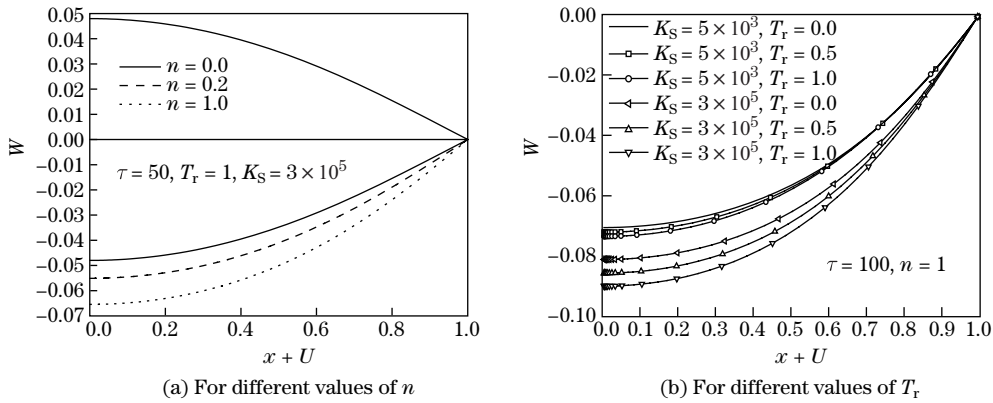 0.05
0.04
0.03
0.02
0.01
0.00
−0.01
−0.02
−0.03
−0.04
−0.05
−0.06
−0.07
W
n = 0.0
n = 0.2
n = 1.0
τ = 50, T_r = 1, K_S = 3 × 10^5
0.0 0.2 0.4 0.6 0.8 1.0
x + U
(a) For different values of n
0.00
−0.02
−0.04
−0.06
−0.08
−0.10
W
K_S = 5 × 10^3, T_r = 0.0
K_S = 5 × 10^3, T_r = 0.5
K_S = 5 × 10^3, T_r = 1.0
K_S = 3 × 10^5, T_r = 0.0
K_S = 3 × 10^5, T_r = 0.5
K_S = 3 × 10^5, T_r = 1.0
τ = 100, n = 1
0.0 0.1 0.2 0.3 0.4 0.5 0.6 0.7 0.8 0.9 1.0
x + U
(b) For different values of T_r